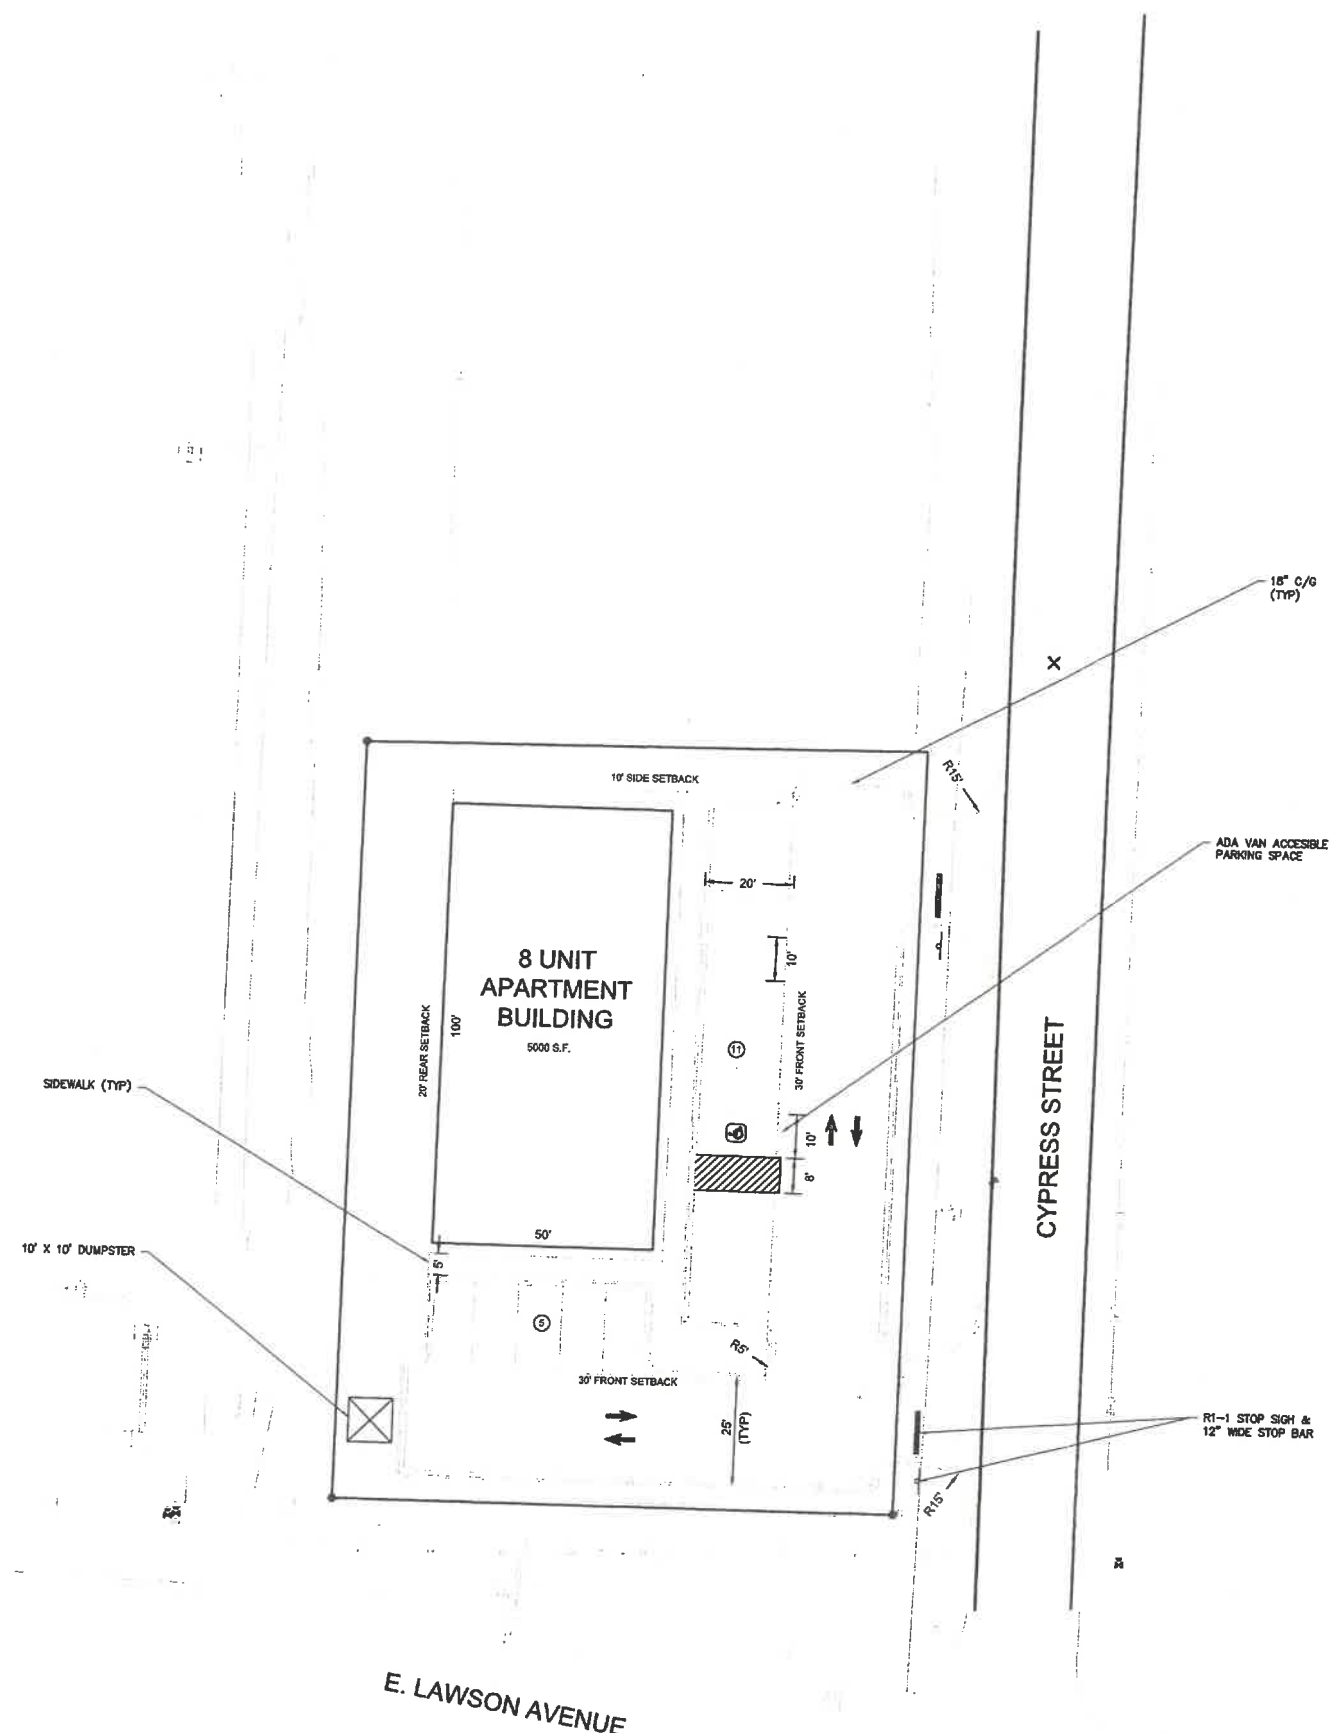 18" C/G
(TYP)
X
10' SIDE SETBACK
R15'
ADA VAN ACCESIBLE
PARKING SPACE
20'
10'
8 UNIT
APARTMENT
BUILDING
5000 S.F.
100'
20' REAR SETBACK
30' FRONT SETBACK
11
CYPRESS STREET
SIDEWALK (TYP)
10'
8'
50'
5'
10' X 10' DUMPSTER
5
R5'
30' FRONT SETBACK
25'
(TYP)
R1-1 STOP SIGH &
12" WIDE STOP BAR
R15'
E. LAWSON AVENUE